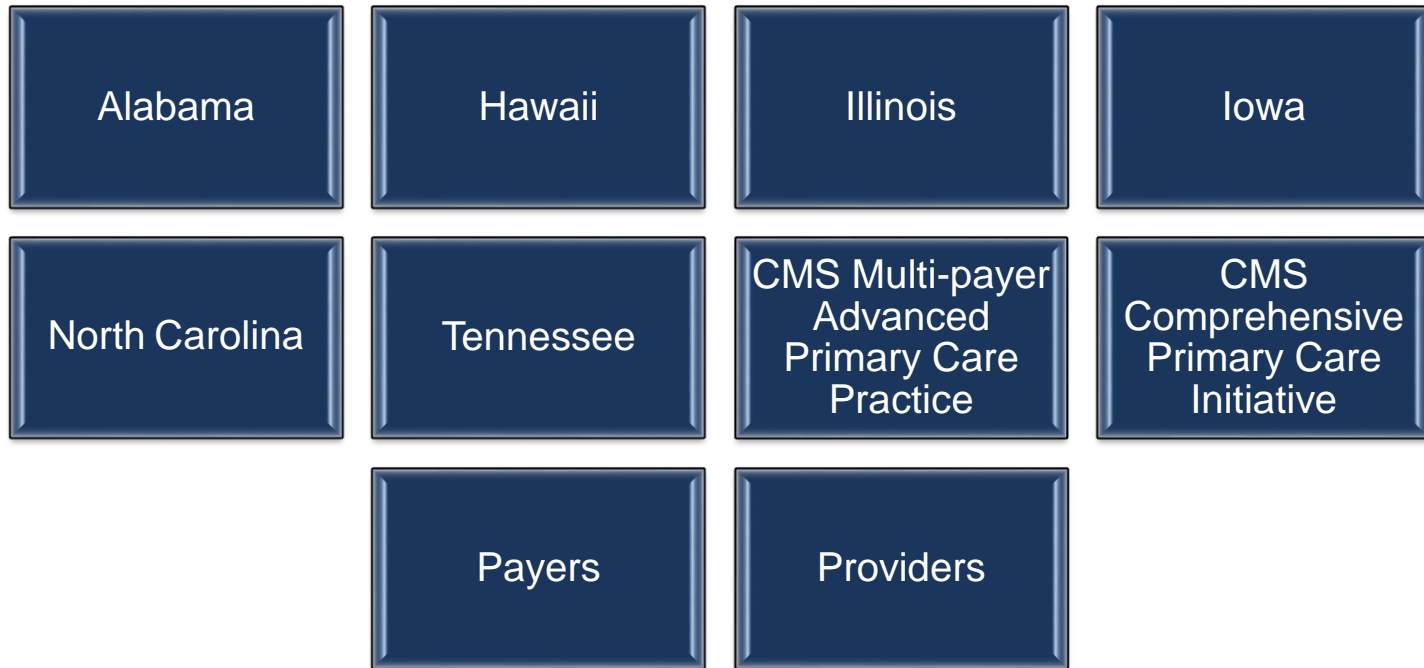 Alabama
Hawaii
Illinois
Iowa
North Carolina
Tennessee
CMS Multi-payer
Advanced
Primary Care
Practice
CMS
Comprehensive
Primary Care
Initiative
Payers
Providers